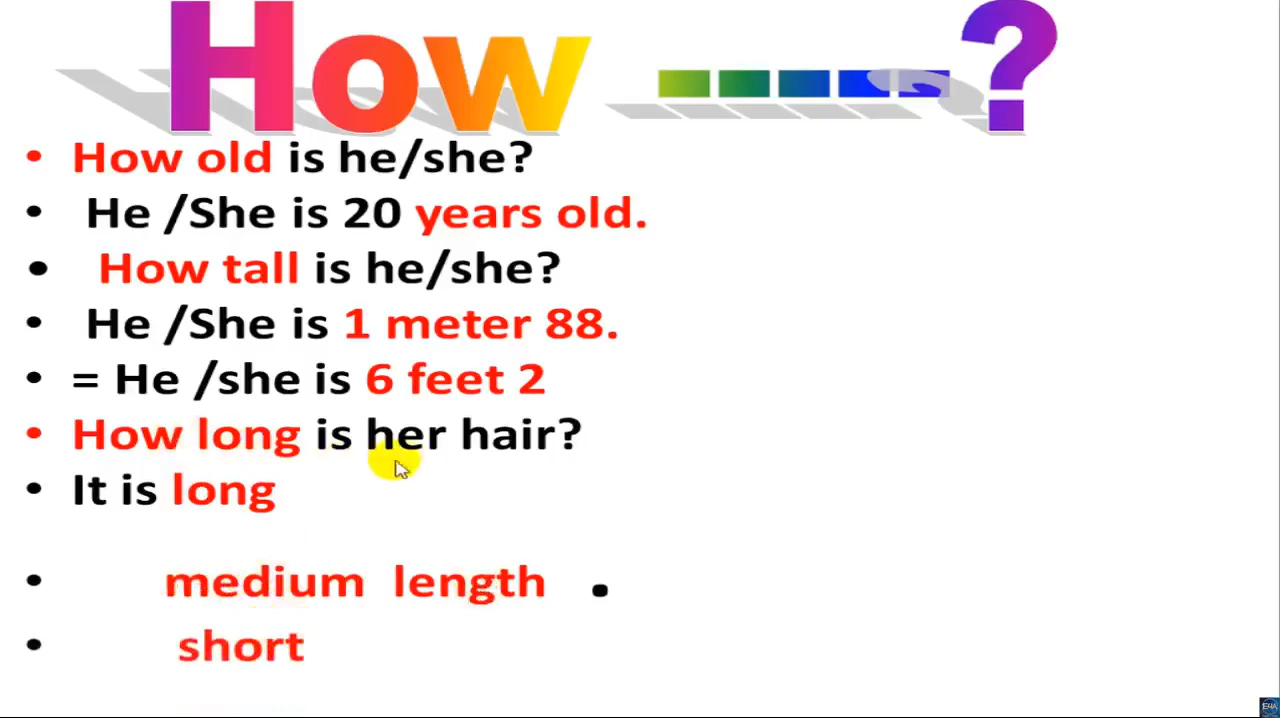 How _ _ _ _ _ ?
• How old is he/she?
• He /She is 20 years old.
• How tall is he/she?
• He /She is 1 meter 88.
• = He /she is 6 feet 2
• How long is her hair?
• It is long
• medium length .
• short
E4A